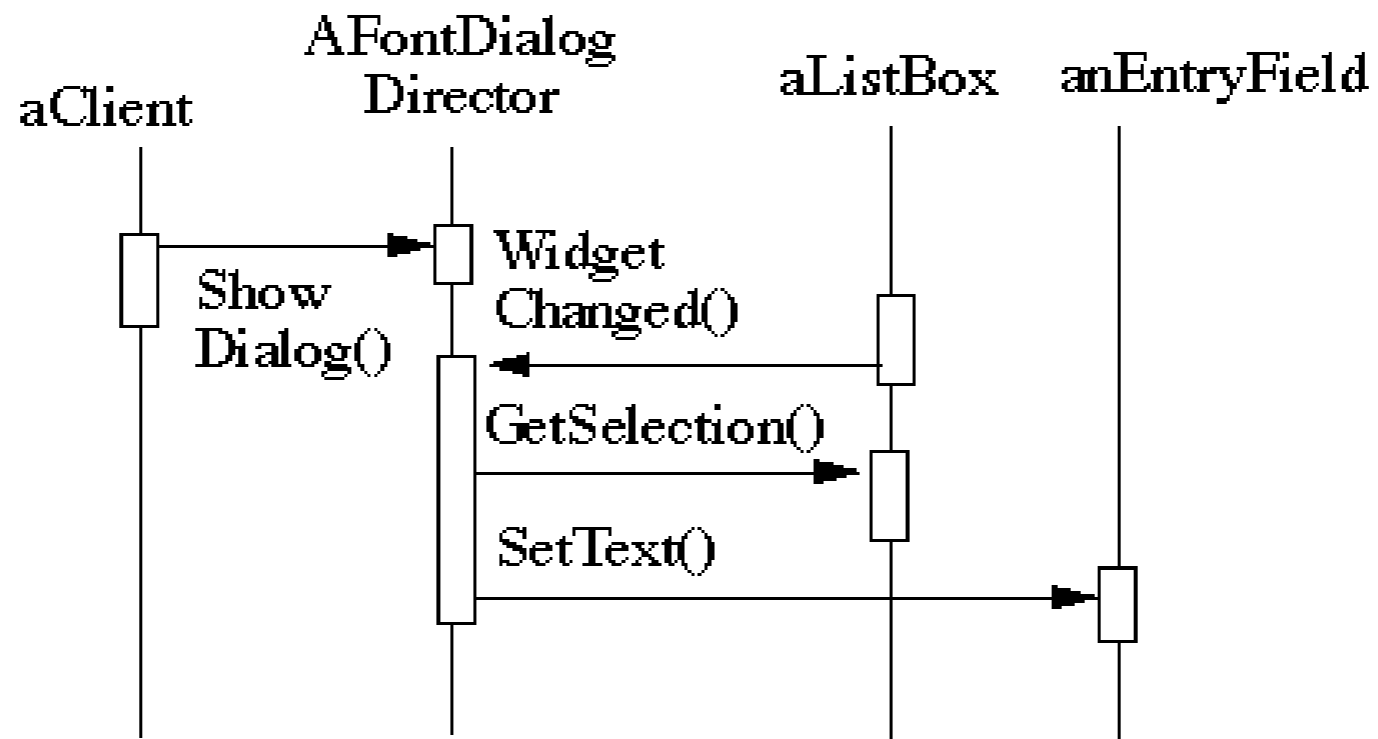 AFontDialog
Director
aClient
aListBox
anEntryField
Show
Dialog()
Widget
Changed()
GetSelection()
SetText()